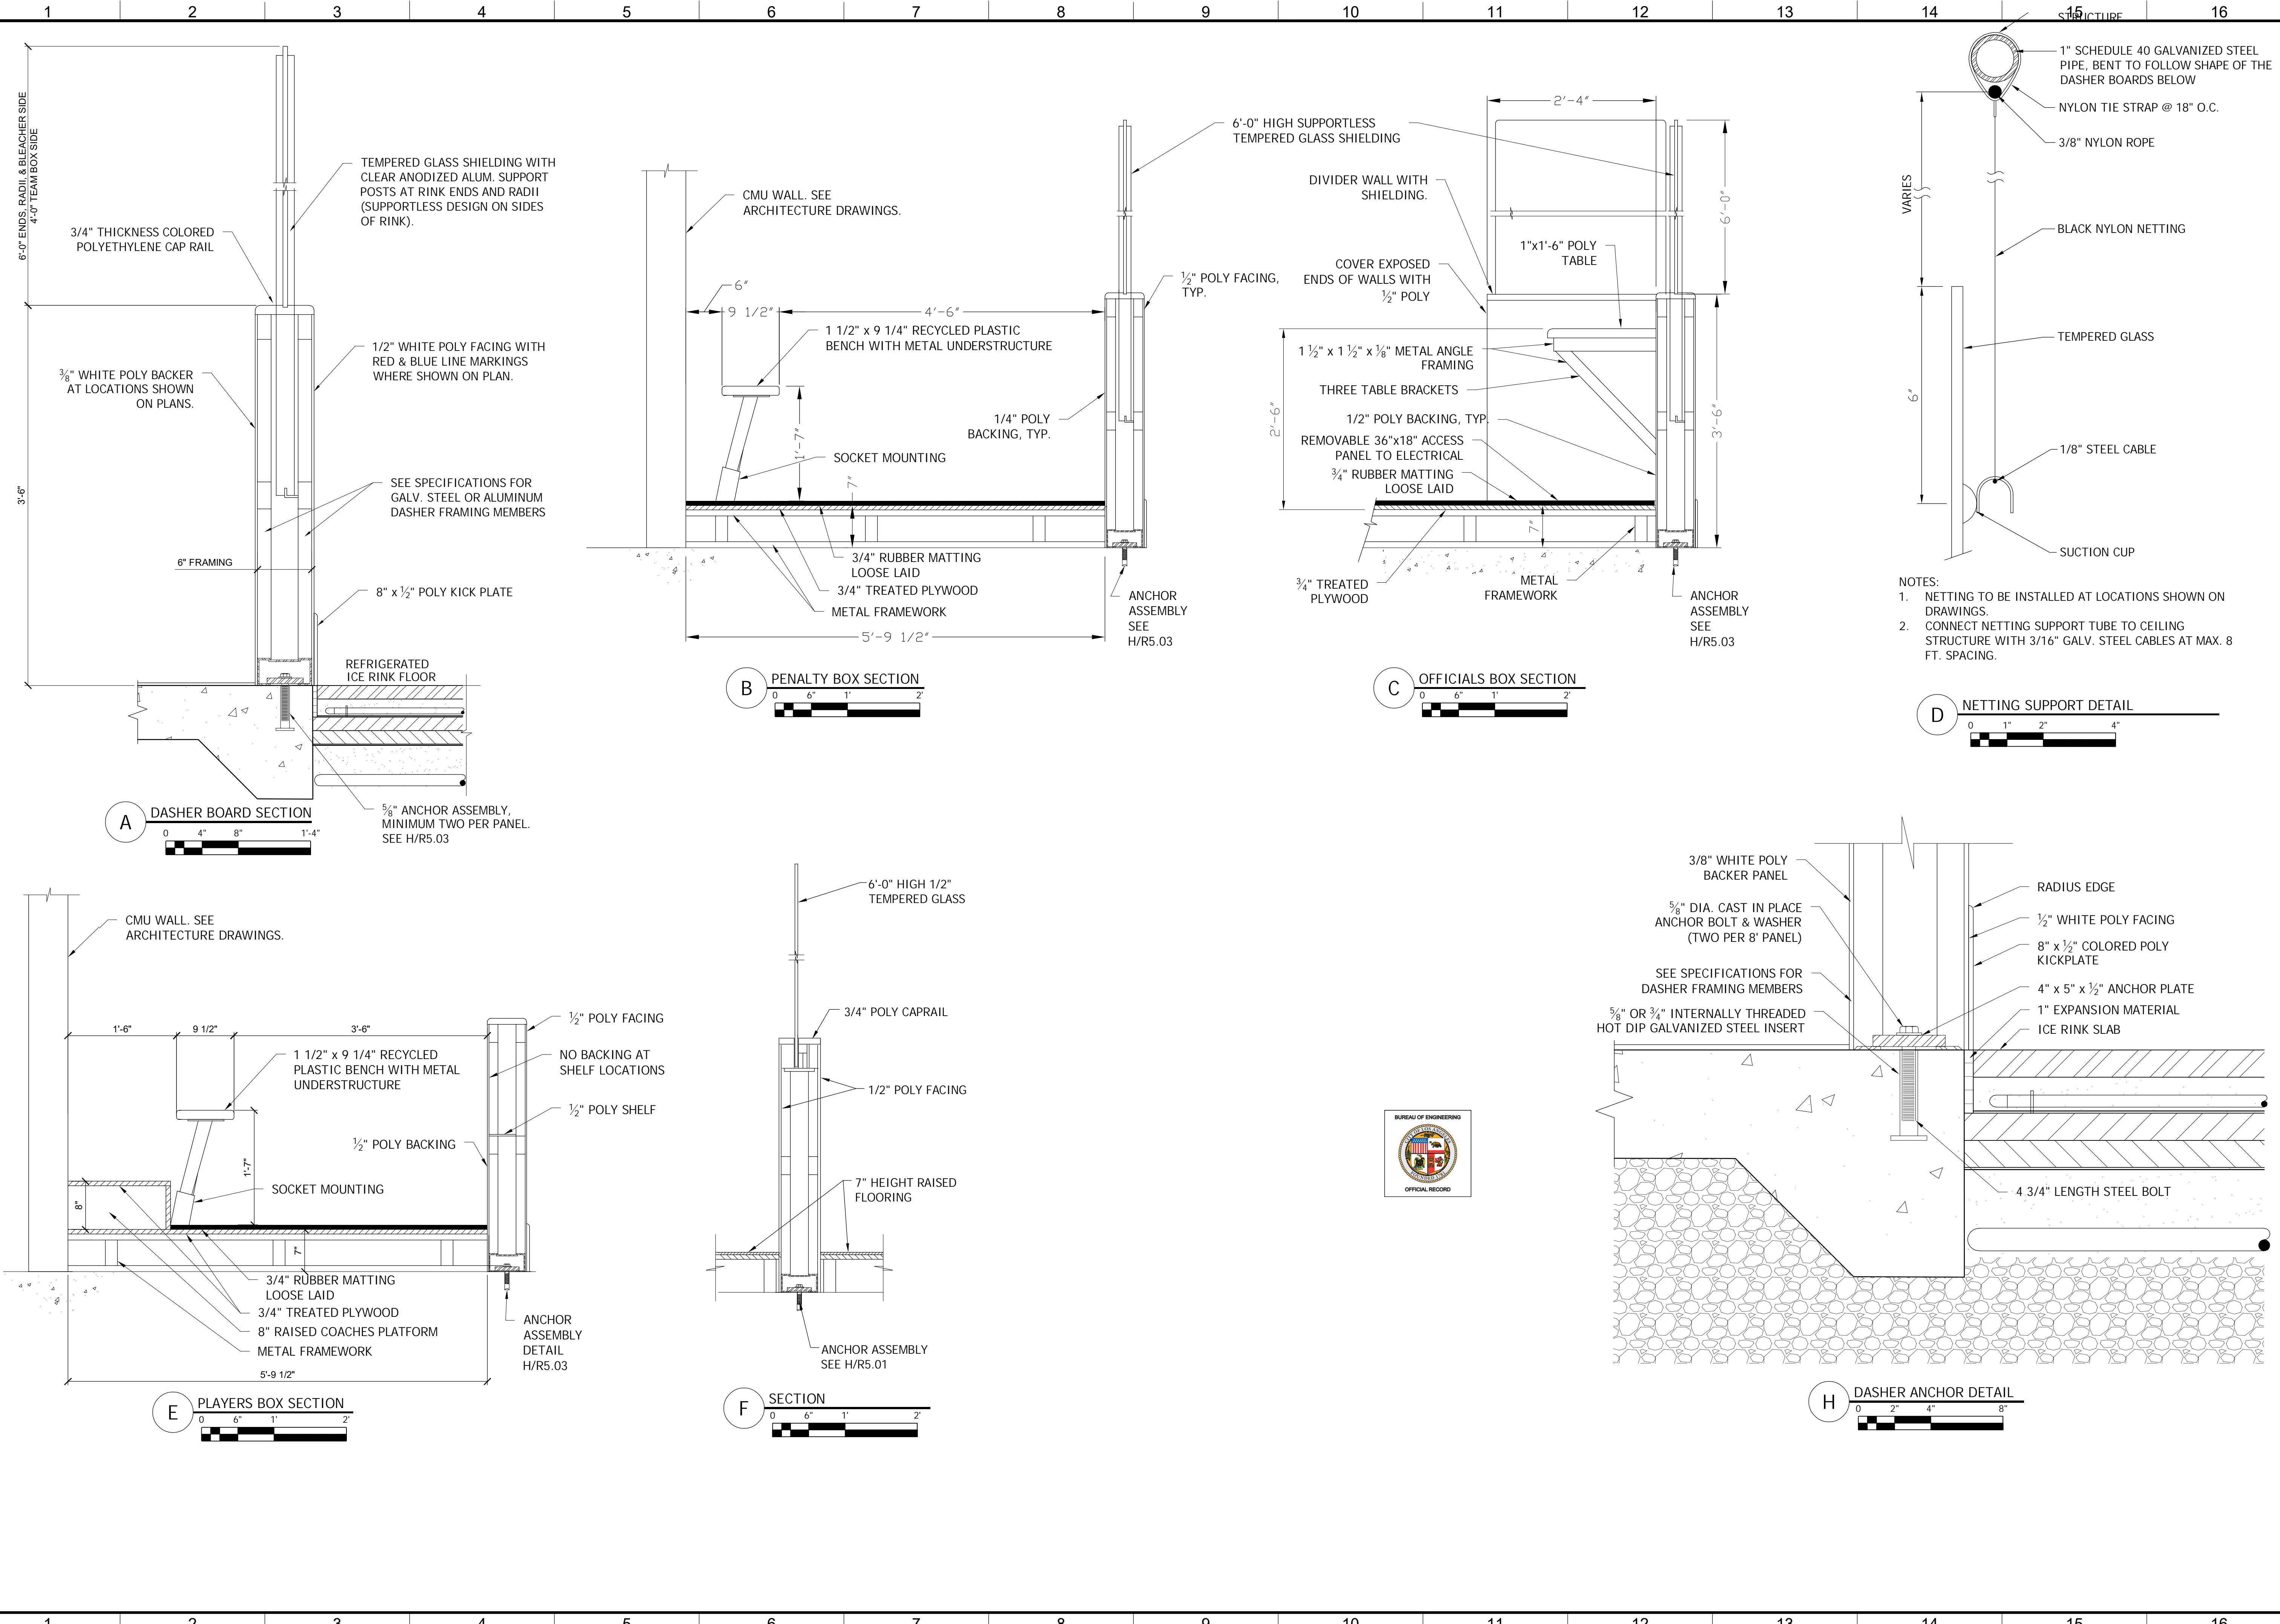 1 2 3 4 5 6 7 8 9 10 11 12 13 14 15 16
6'-0" ENDS, RADII, & BLEACHER SIDE
4'-0" TEAM BOX SIDE
3'-6"
TEMPERED GLASS SHIELDING WITH
CLEAR ANODIZED ALUM. SUPPORT
POSTS AT RINK ENDS AND RADII
(SUPPORTLESS DESIGN ON SIDES
OF RINK).
3/4" THICKNESS COLORED
POLYETHYLENE CAP RAIL
1/2" WHITE POLY FACING WITH
RED & BLUE LINE MARKINGS
WHERE SHOWN ON PLAN.
3/8" WHITE POLY BACKER
AT LOCATIONS SHOWN
ON PLANS.
SEE SPECIFICATIONS FOR
GALV. STEEL OR ALUMINUM
DASHER FRAMING MEMBERS
6" FRAMING
8" x 1/2" POLY KICK PLATE
REFRIGERATED
ICE RINK FLOOR
5/8" ANCHOR ASSEMBLY,
MINIMUM TWO PER PANEL.
SEE H/R5.03
A DASHER BOARD SECTION
0 4" 8" 1'-4"
CMU WALL. SEE
ARCHITECTURE DRAWINGS.
6"
9 1/2"
4'-6"
1 1/2" x 9 1/4" RECYCLED PLASTIC
BENCH WITH METAL UNDERSTRUCTURE
1'-7"
7"
1/4" POLY
BACKING, TYP.
SOCKET MOUNTING
3/4" RUBBER MATTING
LOOSE LAID
3/4" TREATED PLYWOOD
METAL FRAMEWORK
5'-9 1/2"
6'-0" HIGH SUPPORTLESS
TEMPERED GLASS SHIELDING
1/2" POLY FACING,
TYP.
ANCHOR
ASSEMBLY
SEE
H/R5.03
B PENALTY BOX SECTION
0 6" 1' 2'
2'-4"
6'-0"
DIVIDER WALL WITH
SHIELDING.
1"x1'-6" POLY
TABLE
COVER EXPOSED
ENDS OF WALLS WITH
1/2" POLY
1 1/2" x 1 1/2" x 1/8" METAL ANGLE
FRAMING
THREE TABLE BRACKETS
2'-6"
1/2" POLY BACKING, TYP.
3'-6"
REMOVABLE 36"x18" ACCESS
PANEL TO ELECTRICAL
3/4" RUBBER MATTING
LOOSE LAID
7"
3/4" TREATED
PLYWOOD
METAL
FRAMEWORK
ANCHOR
ASSEMBLY
SEE
H/R5.03
C OFFICIALS BOX SECTION
0 6" 1' 2'
STRUCTURE
1" SCHEDULE 40 GALVANIZED STEEL
PIPE, BENT TO FOLLOW SHAPE OF THE
DASHER BOARDS BELOW
NYLON TIE STRAP @ 18" O.C.
3/8" NYLON ROPE
VARIES
BLACK NYLON NETTING
TEMPERED GLASS
6"
1/8" STEEL CABLE
SUCTION CUP
NOTES:
1. NETTING TO BE INSTALLED AT LOCATIONS SHOWN ON
DRAWINGS.
2. CONNECT NETTING SUPPORT TUBE TO CEILING
STRUCTURE WITH 3/16" GALV. STEEL CABLES AT MAX. 8
FT. SPACING.
D NETTING SUPPORT DETAIL
0 1" 2" 4"
CMU WALL. SEE
ARCHITECTURE DRAWINGS.
1'-6"
9 1/2"
3'-6"
1 1/2" x 9 1/4" RECYCLED
PLASTIC BENCH WITH METAL
UNDERSTRUCTURE
1/2" POLY FACING
NO BACKING AT
SHELF LOCATIONS
1/2" POLY SHELF
1/2" POLY BACKING
1'-7"
SOCKET MOUNTING
8"
7"
3/4" RUBBER MATTING
LOOSE LAID
3/4" TREATED PLYWOOD
8" RAISED COACHES PLATFORM
METAL FRAMEWORK
5'-9 1/2"
ANCHOR
ASSEMBLY
DETAIL
H/R5.03
E PLAYERS BOX SECTION
0 6" 1' 2'
6'-0" HIGH 1/2"
TEMPERED GLASS
3/4" POLY CAPRAIL
1/2" POLY FACING
7" HEIGHT RAISED
FLOORING
ANCHOR ASSEMBLY
SEE H/R5.01
F SECTION
0 6" 1' 2'
BUREAU OF ENGINEERING
CITY OF LOS ANGELES
FOUNDED 1781
OFFICIAL RECORD
3/8" WHITE POLY
BACKER PANEL
5/8" DIA. CAST IN PLACE
ANCHOR BOLT & WASHER
(TWO PER 8' PANEL)
SEE SPECIFICATIONS FOR
DASHER FRAMING MEMBERS
5/8" OR 3/4" INTERNALLY THREADED
HOT DIP GALVANIZED STEEL INSERT
RADIUS EDGE
1/2" WHITE POLY FACING
8" x 1/2" COLORED POLY
KICKPLATE
4" x 5" x 1/2" ANCHOR PLATE
1" EXPANSION MATERIAL
ICE RINK SLAB
4 3/4" LENGTH STEEL BOLT
H DASHER ANCHOR DETAIL
0 2" 4" 8"
1 2 3 4 5 6 7 8 9 10 11 12 13 14 15 16